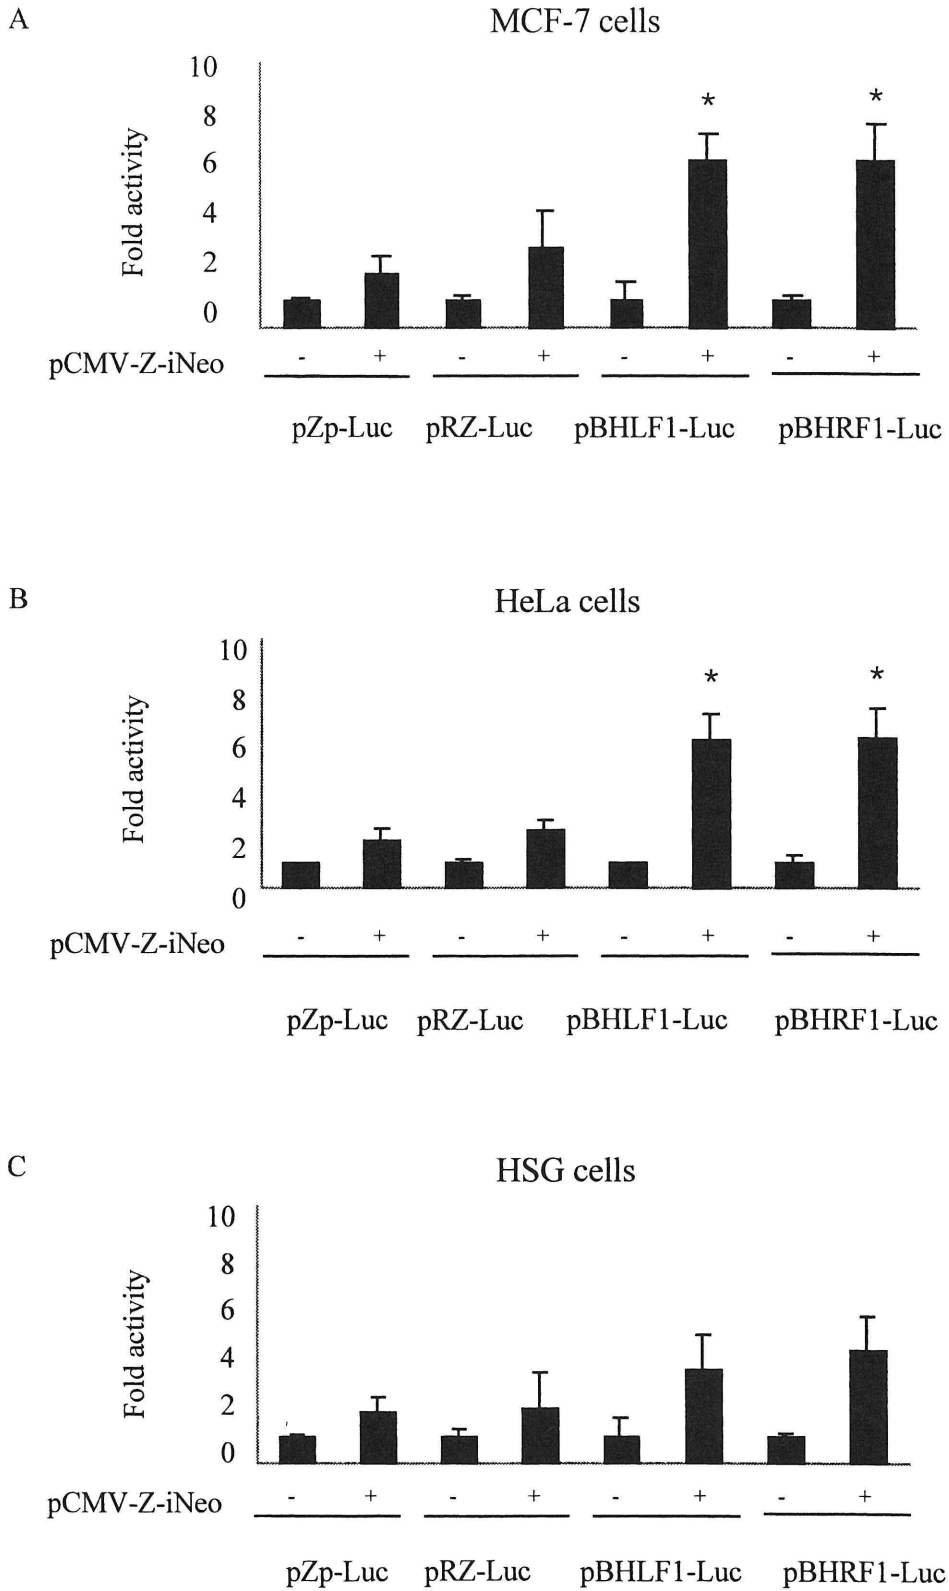 A
MCF-7 cells
10
8
6
4
2
0
Fold activity
*
*
pCMV-Z-iNeo - + - + - + - +
pZp-Luc pRZ-Luc pBHLF1-Luc pBHRF1-Luc
B
HeLa cells
10
8
6
4
2
0
Fold activity
*
*
pCMV-Z-iNeo - + - + - + - +
pZp-Luc pRZ-Luc pBHLF1-Luc pBHRF1-Luc
C
HSG cells
10
8
6
4
2
0
Fold activity
pCMV-Z-iNeo - + - + - + - +
pZp-Luc pRZ-Luc pBHLF1-Luc pBHRF1-Luc